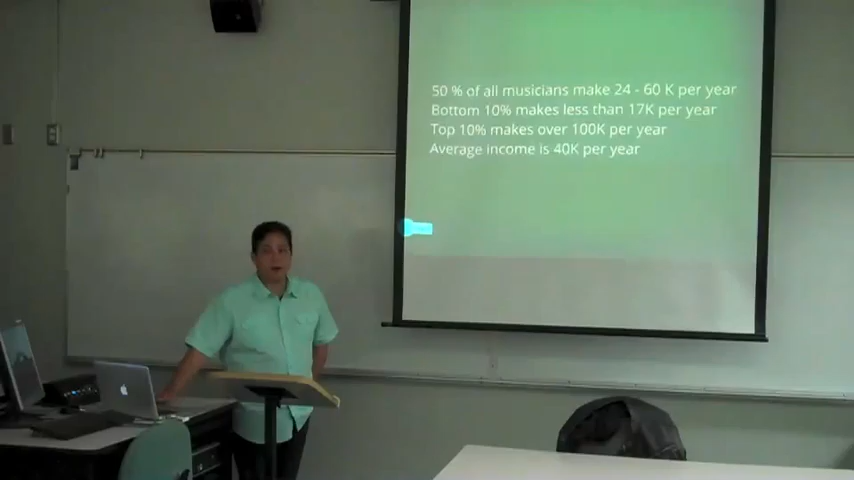 50 % of all musicians make 24 - 60 K per year
Bottom 10% makes less than 17K per year
Top 10% makes over 100K per year
Average income is 40K per year